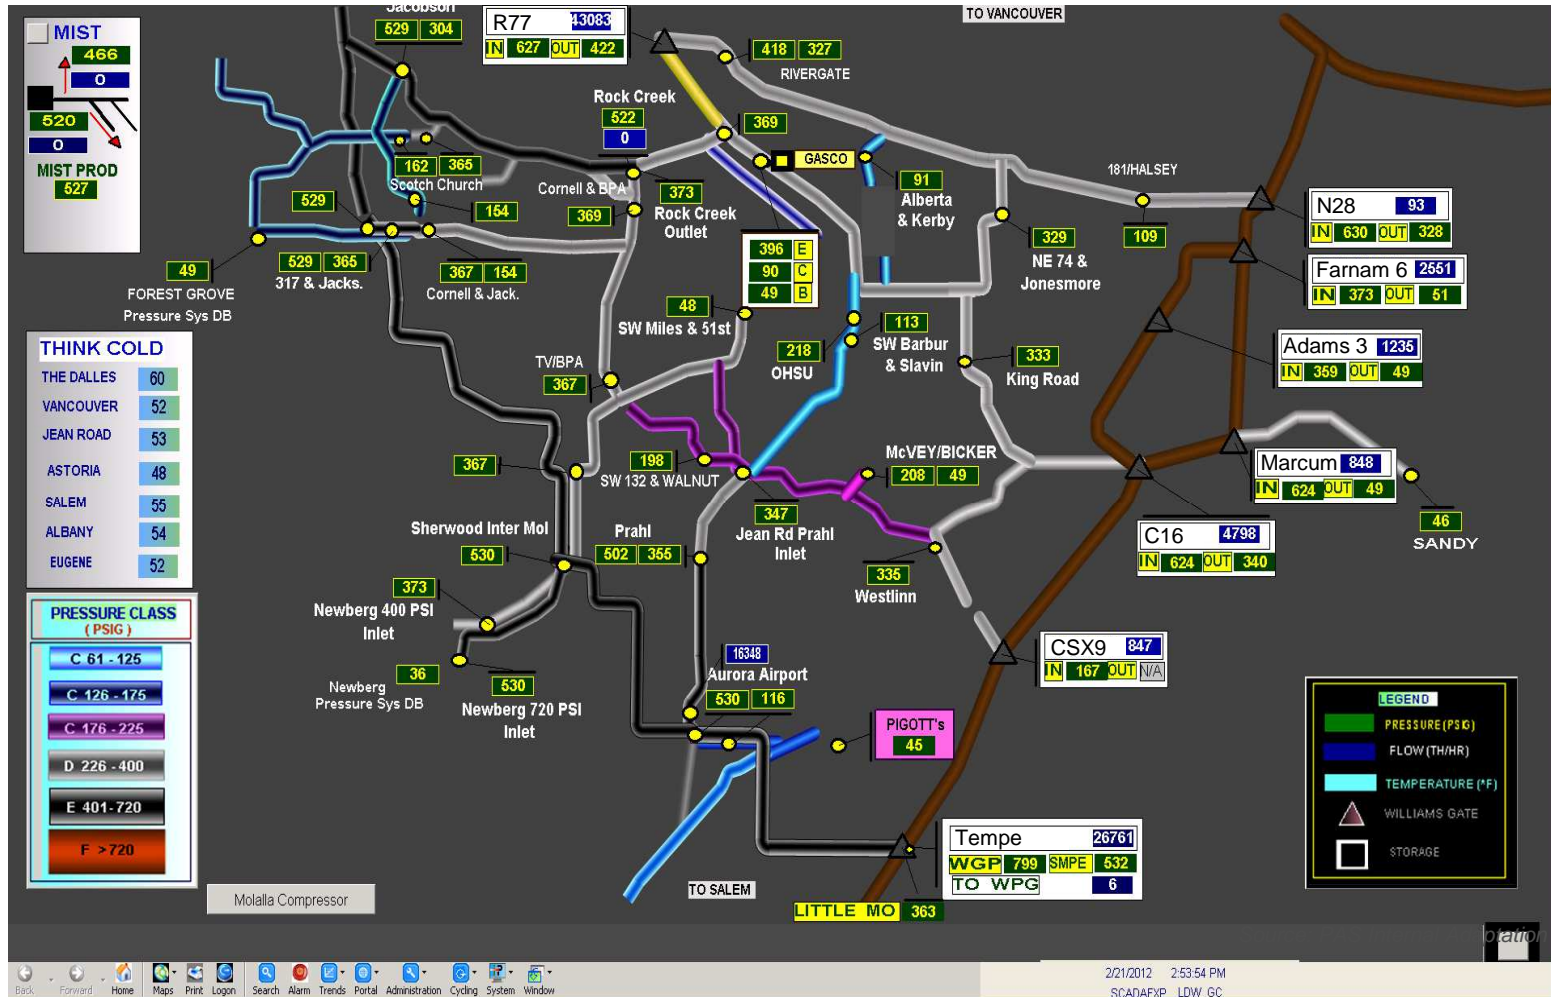 Jacobson
529 304
R77 43083
IN 627 OUT 422
TO VANCOUVER
MIST
466
0
520
0
MIST PROD
527
418 327
RIVERGATE
Rock Creek
522
0
369
GASCO
162 365
Scotch Church
Cornell & BPA
373
Rock Creek
Outlet
369
91
Alberta
& Kerby
181/HALSEY
109
N28 93
IN 630 OUT 328
529
154
329
NE 74 &
Jonesmore
Farnam 6 2551
IN 373 OUT 51
49
FOREST GROVE
Pressure Sys DB
529 365
317 & Jacks.
367 154
Cornell & Jack.
396 E
90 C
49 B
48
SW Miles & 51st
218
OHSU
113
SW Barbur
& Slavin
333
King Road
Adams 3 1235
IN 359 OUT 49
THINK COLD
THE DALLES 60
VANCOUVER 52
JEAN ROAD 53
ASTORIA 48
SALEM 55
ALBANY 54
EUGENE 52
TV/BPA
367
367
198
SW 132 & WALNUT
McVEY/BICKER
208 49
Marcum 848
IN 624 OUT 49
46
SANDY
347
Jean Rd Prahl
Inlet
C16 4798
IN 624 OUT 340
Sherwood Inter Mol
530
Prahl
502 355
335
Westlinn
373
Newberg 400 PSI
Inlet
PRESSURE CLASS
( PSIG )
C 61 - 125
C 126 - 175
C 176 - 225
D 226 - 400
E 401-720
F >720
36
Newberg
Pressure Sys DB
530
Newberg 720 PSI
Inlet
16348
Aurora Airport
530 116
CSX9 847
IN 167 OUT N/A
PIGOTT's
45
LEGEND
PRESSURE (PSIG)
FLOW (TH/HR)
TEMPERATURE (*F)
WILLIAMS GATE
STORAGE
Tempe 26761
WGP 799 SMPE 532
TO WPG 6
TO SALEM
LITTLE MO 363
Molalla Compressor
Back Forward Home Maps Print Logon Search Alarm Trends Portal Administration Cycling System Window
2/21/2012 2:53:54 PM
SCADAEXP LDW GC